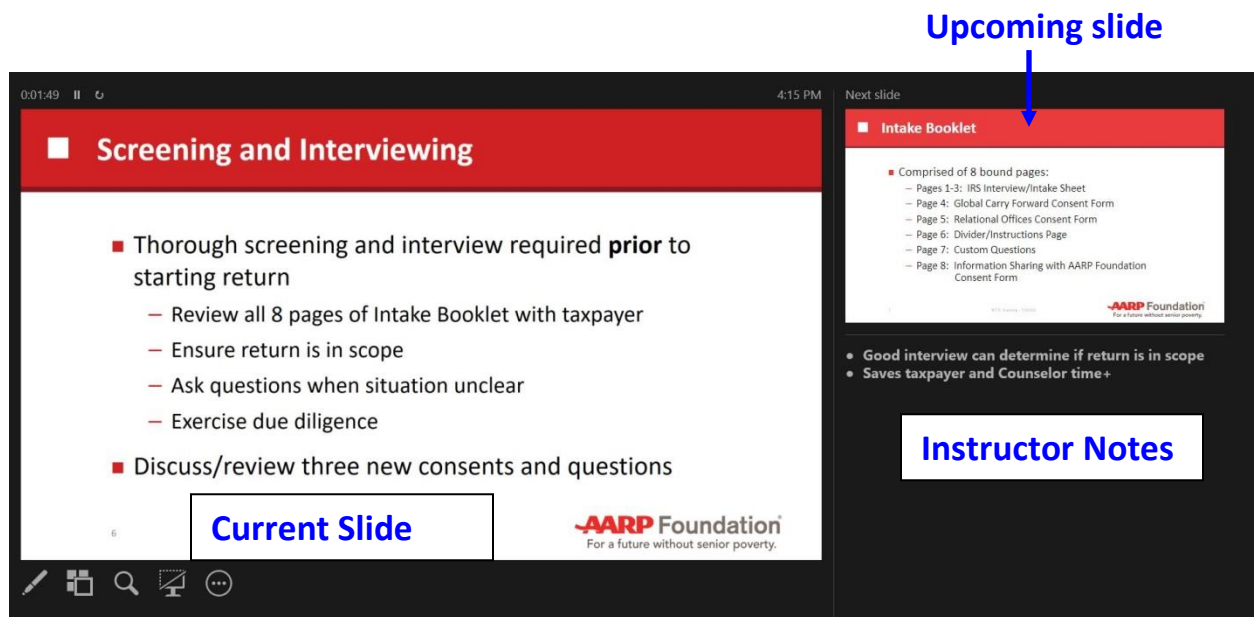 Upcoming slide
0:01:49
4:15 PM
Next slide
Screening and Interviewing
■ Thorough screening and interview required prior to
starting return
– Review all 8 pages of Intake Booklet with taxpayer
– Ensure return is in scope
– Ask questions when situation unclear
– Exercise due diligence
■ Discuss/review three new consents and questions
6
Current Slide
AARP Foundation
For a future without senior poverty.
Intake Booklet
■ Comprised of 8 bound pages:
– Pages 1-3: IRS Interview/Intake Sheet
– Page 4: Global Carry Forward Consent Form
– Page 5: Relational Offices Consent Form
– Page 6: Divider/Instructions Page
– Page 7: Custom Questions
– Page 8: Information Sharing with AARP Foundation
Consent Form
AARP Foundation
For a future without senior poverty.
● Good interview can determine if return is in scope
● Saves taxpayer and Counselor time+
Instructor Notes